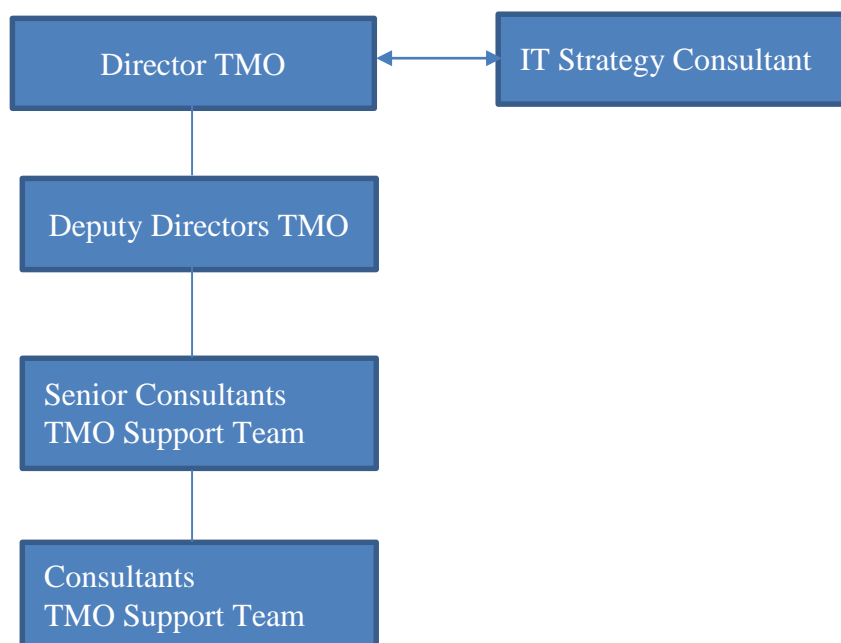 Director TMO
IT Strategy Consultant
Deputy Directors TMO
Senior Consultants
TMO Support Team
Consultants
TMO Support Team